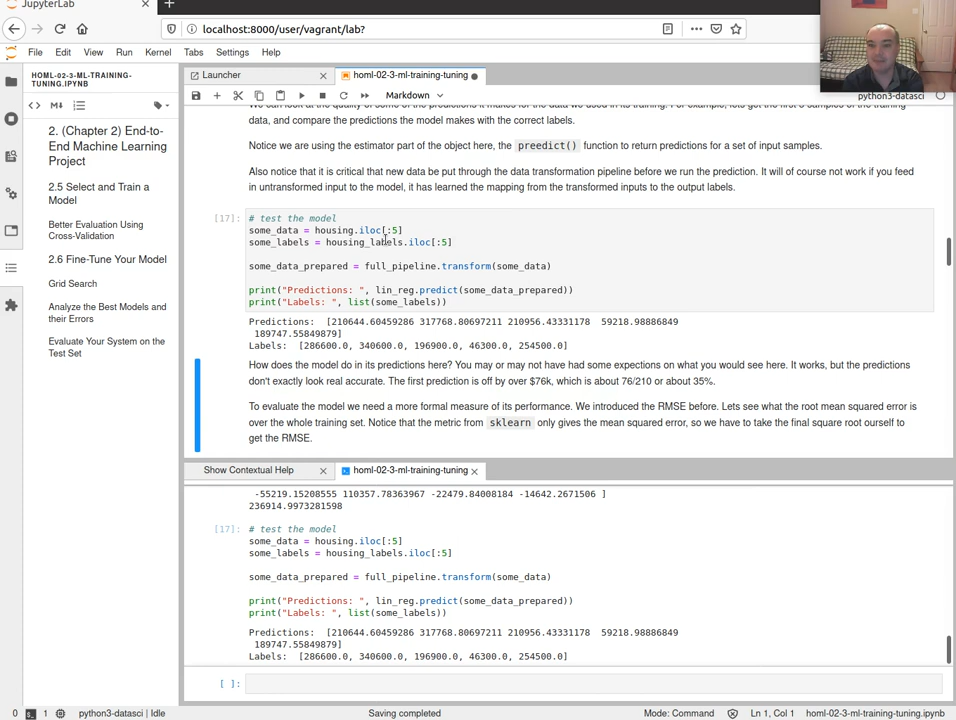 JupyterLab
localhost:8000/user/vagrant/lab?
File Edit View Run Kernel Tabs Settings Help
HOML-02-3-ML-TRAINING-
TUNING.IPYNB
2. (Chapter 2) End-to-
End Machine Learning
Project
2.5 Select and Train a
Model
Better Evaluation Using
Cross-Validation
2.6 Fine-Tune Your Model
Grid Search
Analyze the Best Models and
their Errors
Evaluate Your System on the
Test Set
Launcher
homl-02-3-ml-training-tuning
Markdown
python3-datasci
data, and compare the predictions the model makes with the correct labels.
Notice we are using the estimator part of the object here, the preedict() function to return predictions for a set of input samples.
Also notice that it is critical that new data be put through the data transformation pipeline before we run the prediction. It will of course not work if you feed
in untransformed input to the model, it has learned the mapping from the transformed inputs to the output labels.
[17]: # test the model
some_data = housing.iloc[:5]
some_labels = housing_labels.iloc[:5]
some_data_prepared = full_pipeline.transform(some_data)
print("Predictions: ", lin_reg.predict(some_data_prepared))
print("Labels: ", list(some_labels))
Predictions:  [210644.60459286 317768.80697211 210956.43331178  59218.98886849
189747.55849879]
Labels:  [286600.0, 340600.0, 196900.0, 46300.0, 254500.0]
How does the model do in its predictions here? You may or may not have had some expections on what you would see here. It works, but the predictions
don't exactly look real accurate. The first prediction is off by over $76k, which is about 76/210 or about 35%.
To evaluate the model we need a more formal measure of its performance. We introduced the RMSE before. Lets see what the root mean squared error is
over the whole training set. Notice that the metric from sklearn only gives the mean squared error, so we have to take the final square root ourself to
get the RMSE.
Show Contextual Help
homl-02-3-ml-training-tuning
-55219.15208555 110357.78363967 -22479.84008184 -14642.2671506 ]
236914.9973281598
[17]: # test the model
some_data = housing.iloc[:5]
some_labels = housing_labels.iloc[:5]
some_data_prepared = full_pipeline.transform(some_data)
print("Predictions: ", lin_reg.predict(some_data_prepared))
print("Labels: ", list(some_labels))
Predictions:  [210644.60459286 317768.80697211 210956.43331178  59218.98886849
189747.55849879]
Labels:  [286600.0, 340600.0, 196900.0, 46300.0, 254500.0]
[ ]:
0 1 python3-datasci | Idle Saving completed Mode: Command Ln 1, Col 1 homl-02-3-ml-training-tuning.ipynb